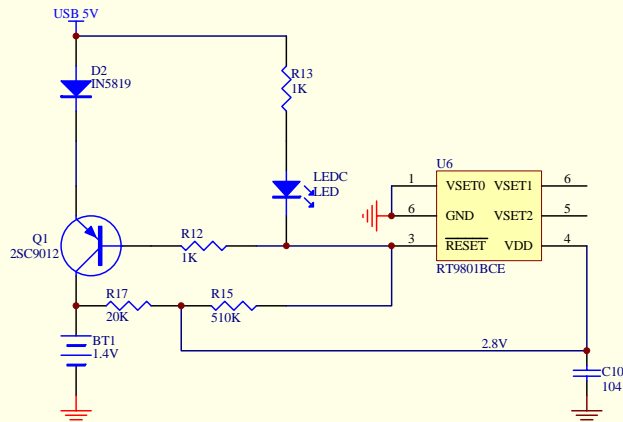 USB 5V
D2
IN5819
R13
1K
LEDC
LED
U6
1
VSET0
VSET1
6
6
GND
VSET2
5
3
RESET
VDD
4
RT9801BCE
Q1
2SC9012
R12
1K
R17
20K
R15
510K
BT1
1.4V
2.8V
C10
104